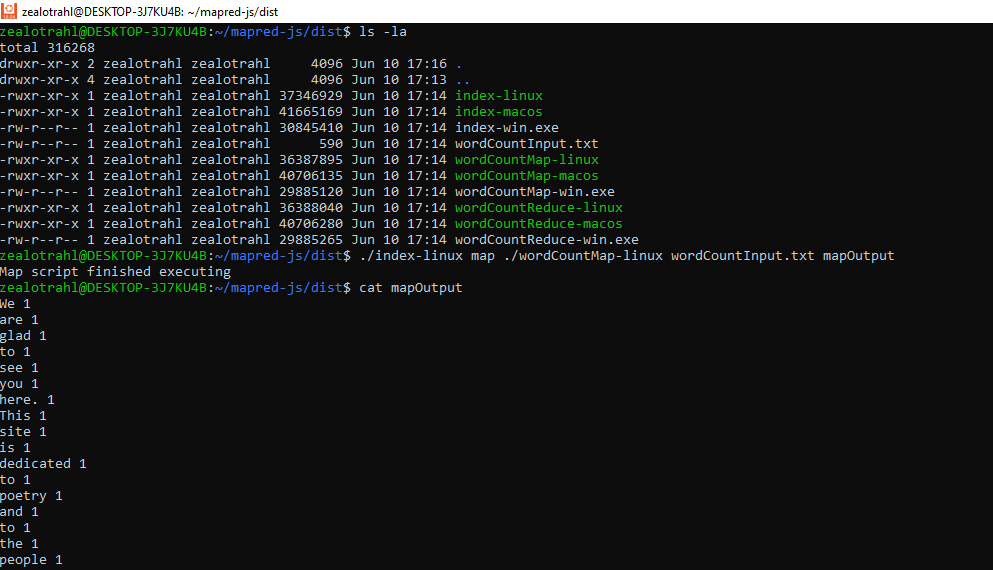 zealotrahl@DESKTOP-3J7KU4B: ~/mapred-js/dist
zealotrahl@DESKTOP-3J7KU4B:~/mapred-js/dist$ ls -la
total 316268
drwxr-xr-x 2 zealotrahl zealotrahl     4096 Jun 10 17:16 .
drwxr-xr-x 4 zealotrahl zealotrahl     4096 Jun 10 17:13 ..
-rwxr-xr-x 1 zealotrahl zealotrahl 37346929 Jun 10 17:14 index-linux
-rwxr-xr-x 1 zealotrahl zealotrahl 41665169 Jun 10 17:14 index-macos
-rw-r--r-- 1 zealotrahl zealotrahl 30845410 Jun 10 17:14 index-win.exe
-rw-r--r-- 1 zealotrahl zealotrahl      590 Jun 10 17:14 wordCountInput.txt
-rwxr-xr-x 1 zealotrahl zealotrahl 36387895 Jun 10 17:14 wordCountMap-linux
-rwxr-xr-x 1 zealotrahl zealotrahl 40706135 Jun 10 17:14 wordCountMap-macos
-rw-r--r-- 1 zealotrahl zealotrahl 29885120 Jun 10 17:14 wordCountMap-win.exe
-rwxr-xr-x 1 zealotrahl zealotrahl 36388040 Jun 10 17:14 wordCountReduce-linux
-rwxr-xr-x 1 zealotrahl zealotrahl 40706280 Jun 10 17:14 wordCountReduce-macos
-rw-r--r-- 1 zealotrahl zealotrahl 29885265 Jun 10 17:14 wordCountReduce-win.exe
zealotrahl@DESKTOP-3J7KU4B:~/mapred-js/dist$ ./index-linux map ./wordCountMap-linux wordCountInput.txt mapOutput
Map script finished executing
zealotrahl@DESKTOP-3J7KU4B:~/mapred-js/dist$ cat mapOutput
We 1
are 1
glad 1
to 1
see 1
you 1
here. 1
This 1
site 1
is 1
dedicated 1
to 1
poetry 1
and 1
to 1
the 1
people 1